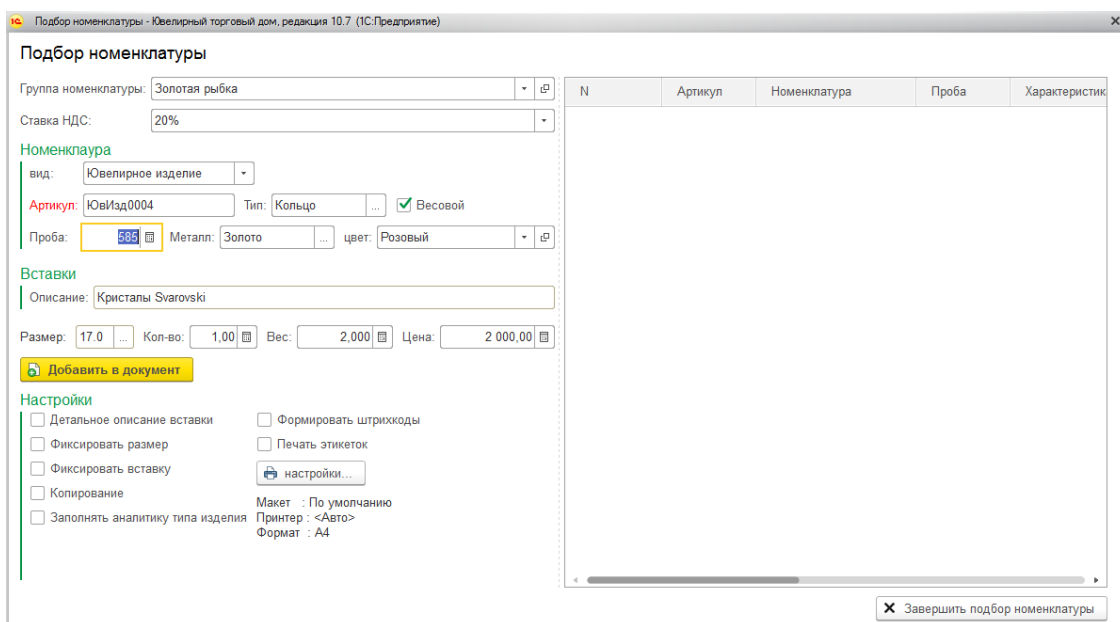 1С Подбор номенклатуры - Ювелирный торговый дом, редакция 10.7 (1С:Предприятие)
Подбор номенклатуры
Группа номенклатуры: Золотая рыбка
Ставка НДС: 20%
Номенклаура
вид: Ювелирное изделие
Артикул: ЮвИзд0004 Тип: Кольцо ... Весовой
Проба: 585 Металл: Золото ... цвет: Розовый
Вставки
Описание: Кристалы Svarovski
Размер: 17.0 ... Кол-во: 1,00 Вес: 2,000 Цена: 2 000,00
Добавить в документ
Настройки
Детальное описание вставки Формировать штрихкоды
Фиксировать размер Печать этикеток
Фиксировать вставку настройки...
Копирование
Заполнять аналитику типа изделия
Макет : По умолчанию
Принтер : <Авто>
Формат : A4
N Артикул Номенклатура Проба Характеристик
Завершить подбор номенклатуры